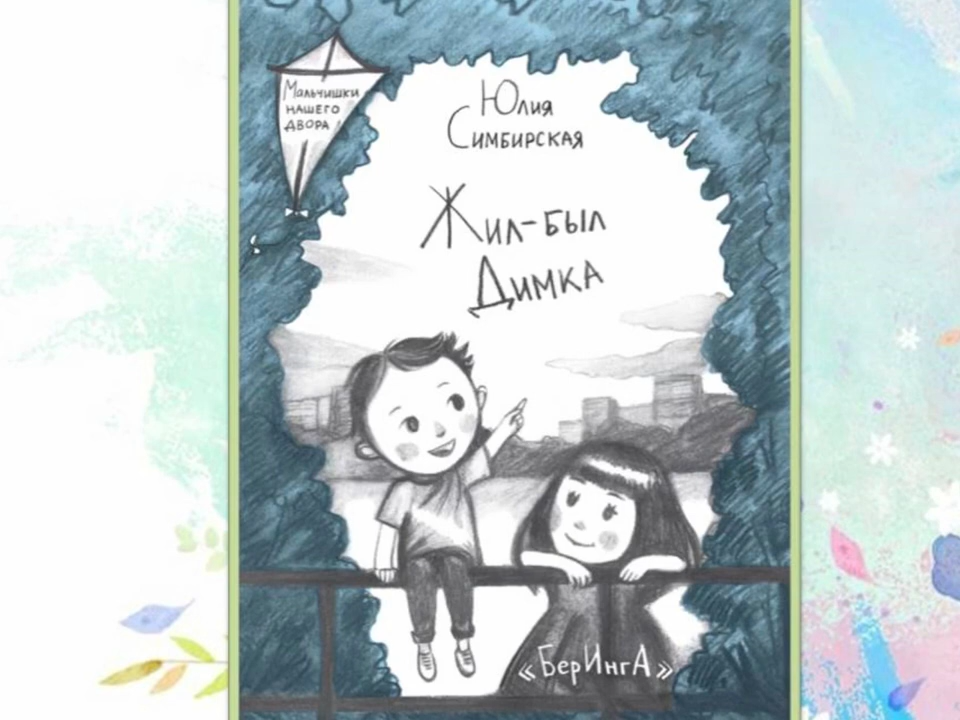 Мальчишки
нашего
двора
Юлия
Симбирская
Жил-был
Димка
«БерИнгА»